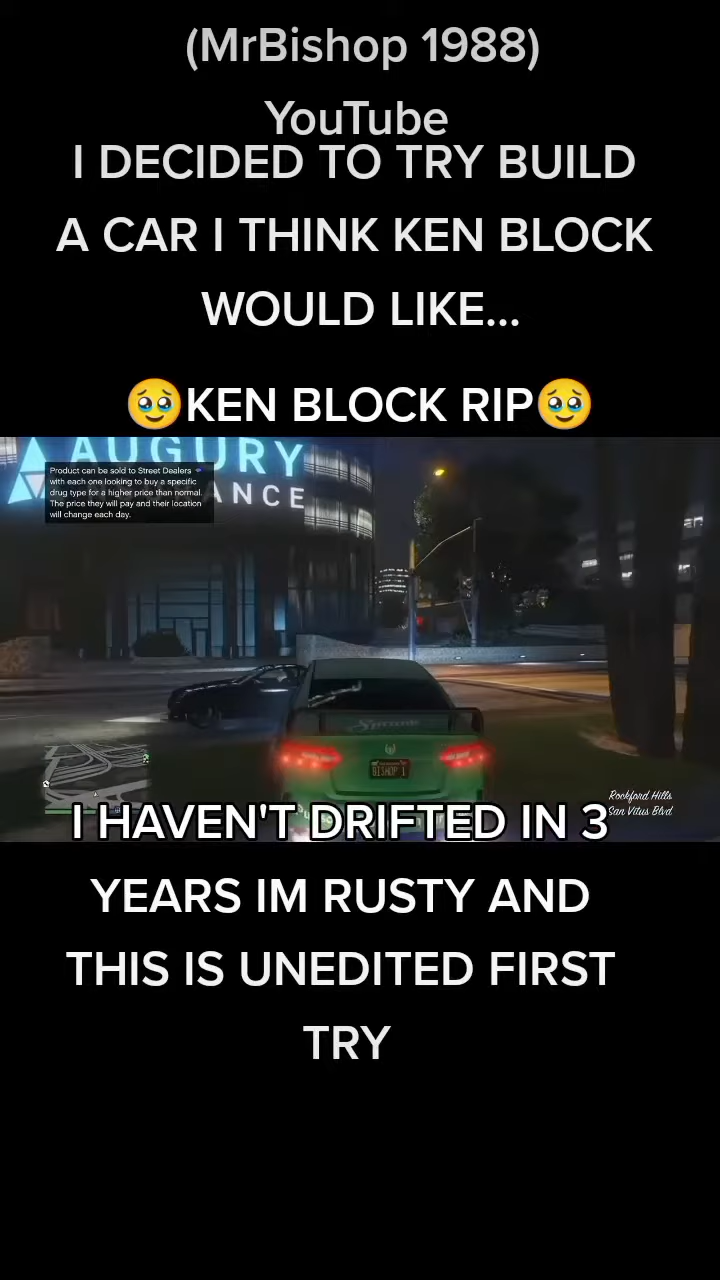 (MrBishop 1988)
YouTube
I DECIDED TO TRY BUILD
A CAR I THINK KEN BLOCK
WOULD LIKE...
🥹KEN BLOCK RIP🥹
AUGURY
ANCE
Product can be sold to Street Dealers
with each one looking to buy a specific
drug type for a higher price than normal.
The price they will pay and their location
will change each day.
Sprunk
BISHOP 1
Rockford Hills
San Vitus Blvd
I HAVEN'T DRIFTED IN 3
YEARS IM RUSTY AND
THIS IS UNEDITED FIRST
TRY